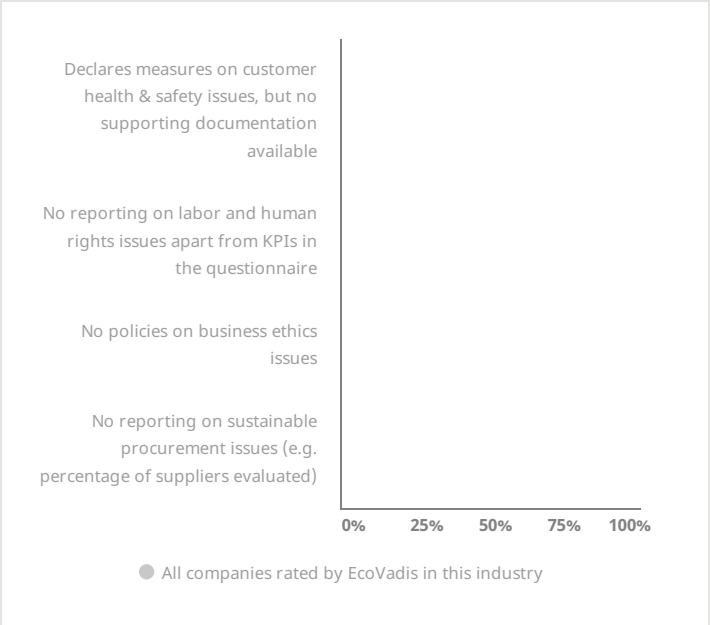 Declares measures on customer
health & safety issues, but no
supporting documentation
available
No reporting on labor and human
rights issues apart from KPIs in
the questionnaire
No policies on business ethics
issues
No reporting on sustainable
procurement issues (e.g.
percentage of suppliers evaluated)
0% 25% 50% 75% 100%
All companies rated by EcoVadis in this industry